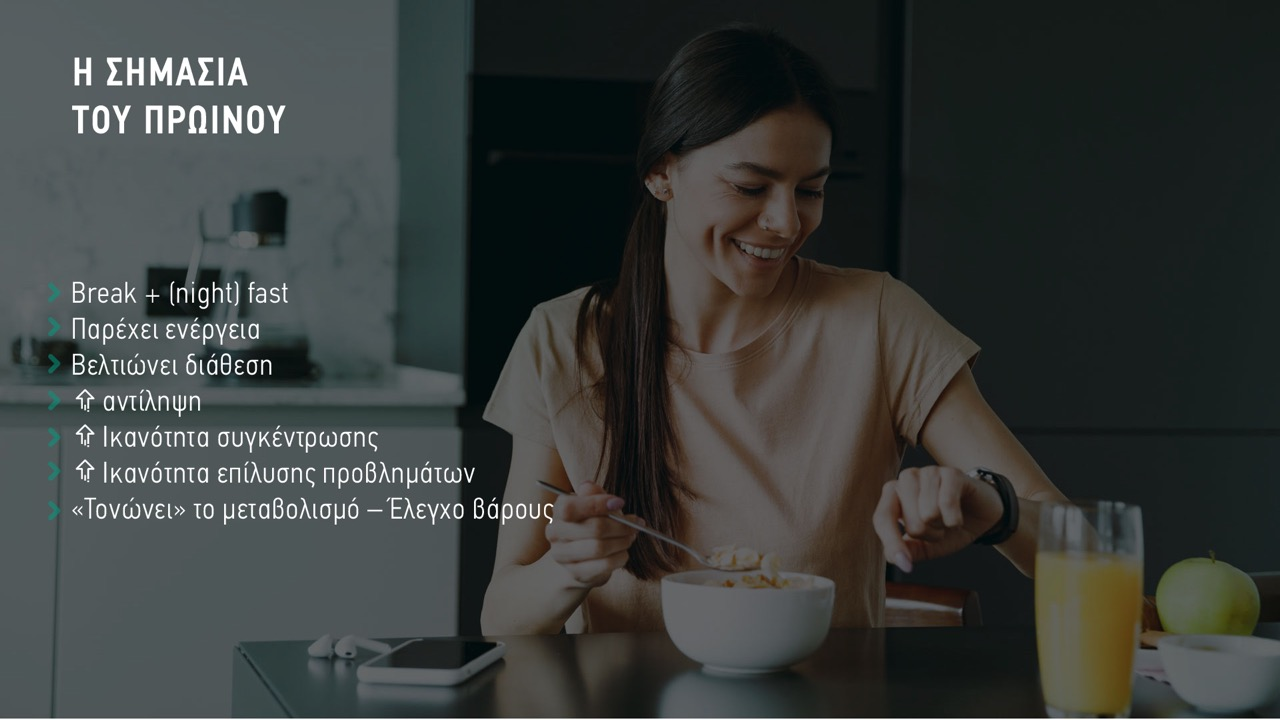 Η ΣΗΜΑΣΙΑ
ΤΟΥ ΠΡΩΙΝΟΥ
Break + (night) fast
Παρέχει ενέργεια
Βελτιώνει διάθεση
⇧ αντίληψη
⇧ Ικανότητα συγκέντρωσης
⇧ Ικανότητα επίλυσης προβλημάτων
«Τονώνει» το μεταβολισμό – Έλεγχο βάρους